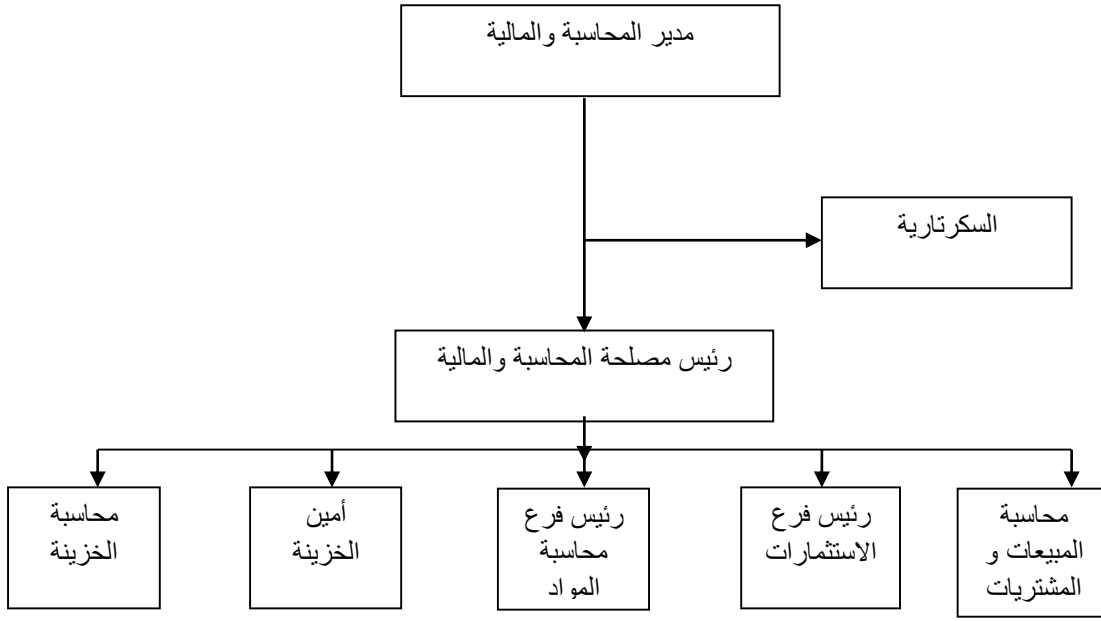 مدير المحاسبة والمالية
السكرتارية
رئيس مصلحة المحاسبة والمالية
محاسبة
المبيعات و
المشتريات
رئيس فرع
الاستثمارات
رئيس فرع
محاسبة
المواد
أمين
الخزينة
محاسبة
الخزينة